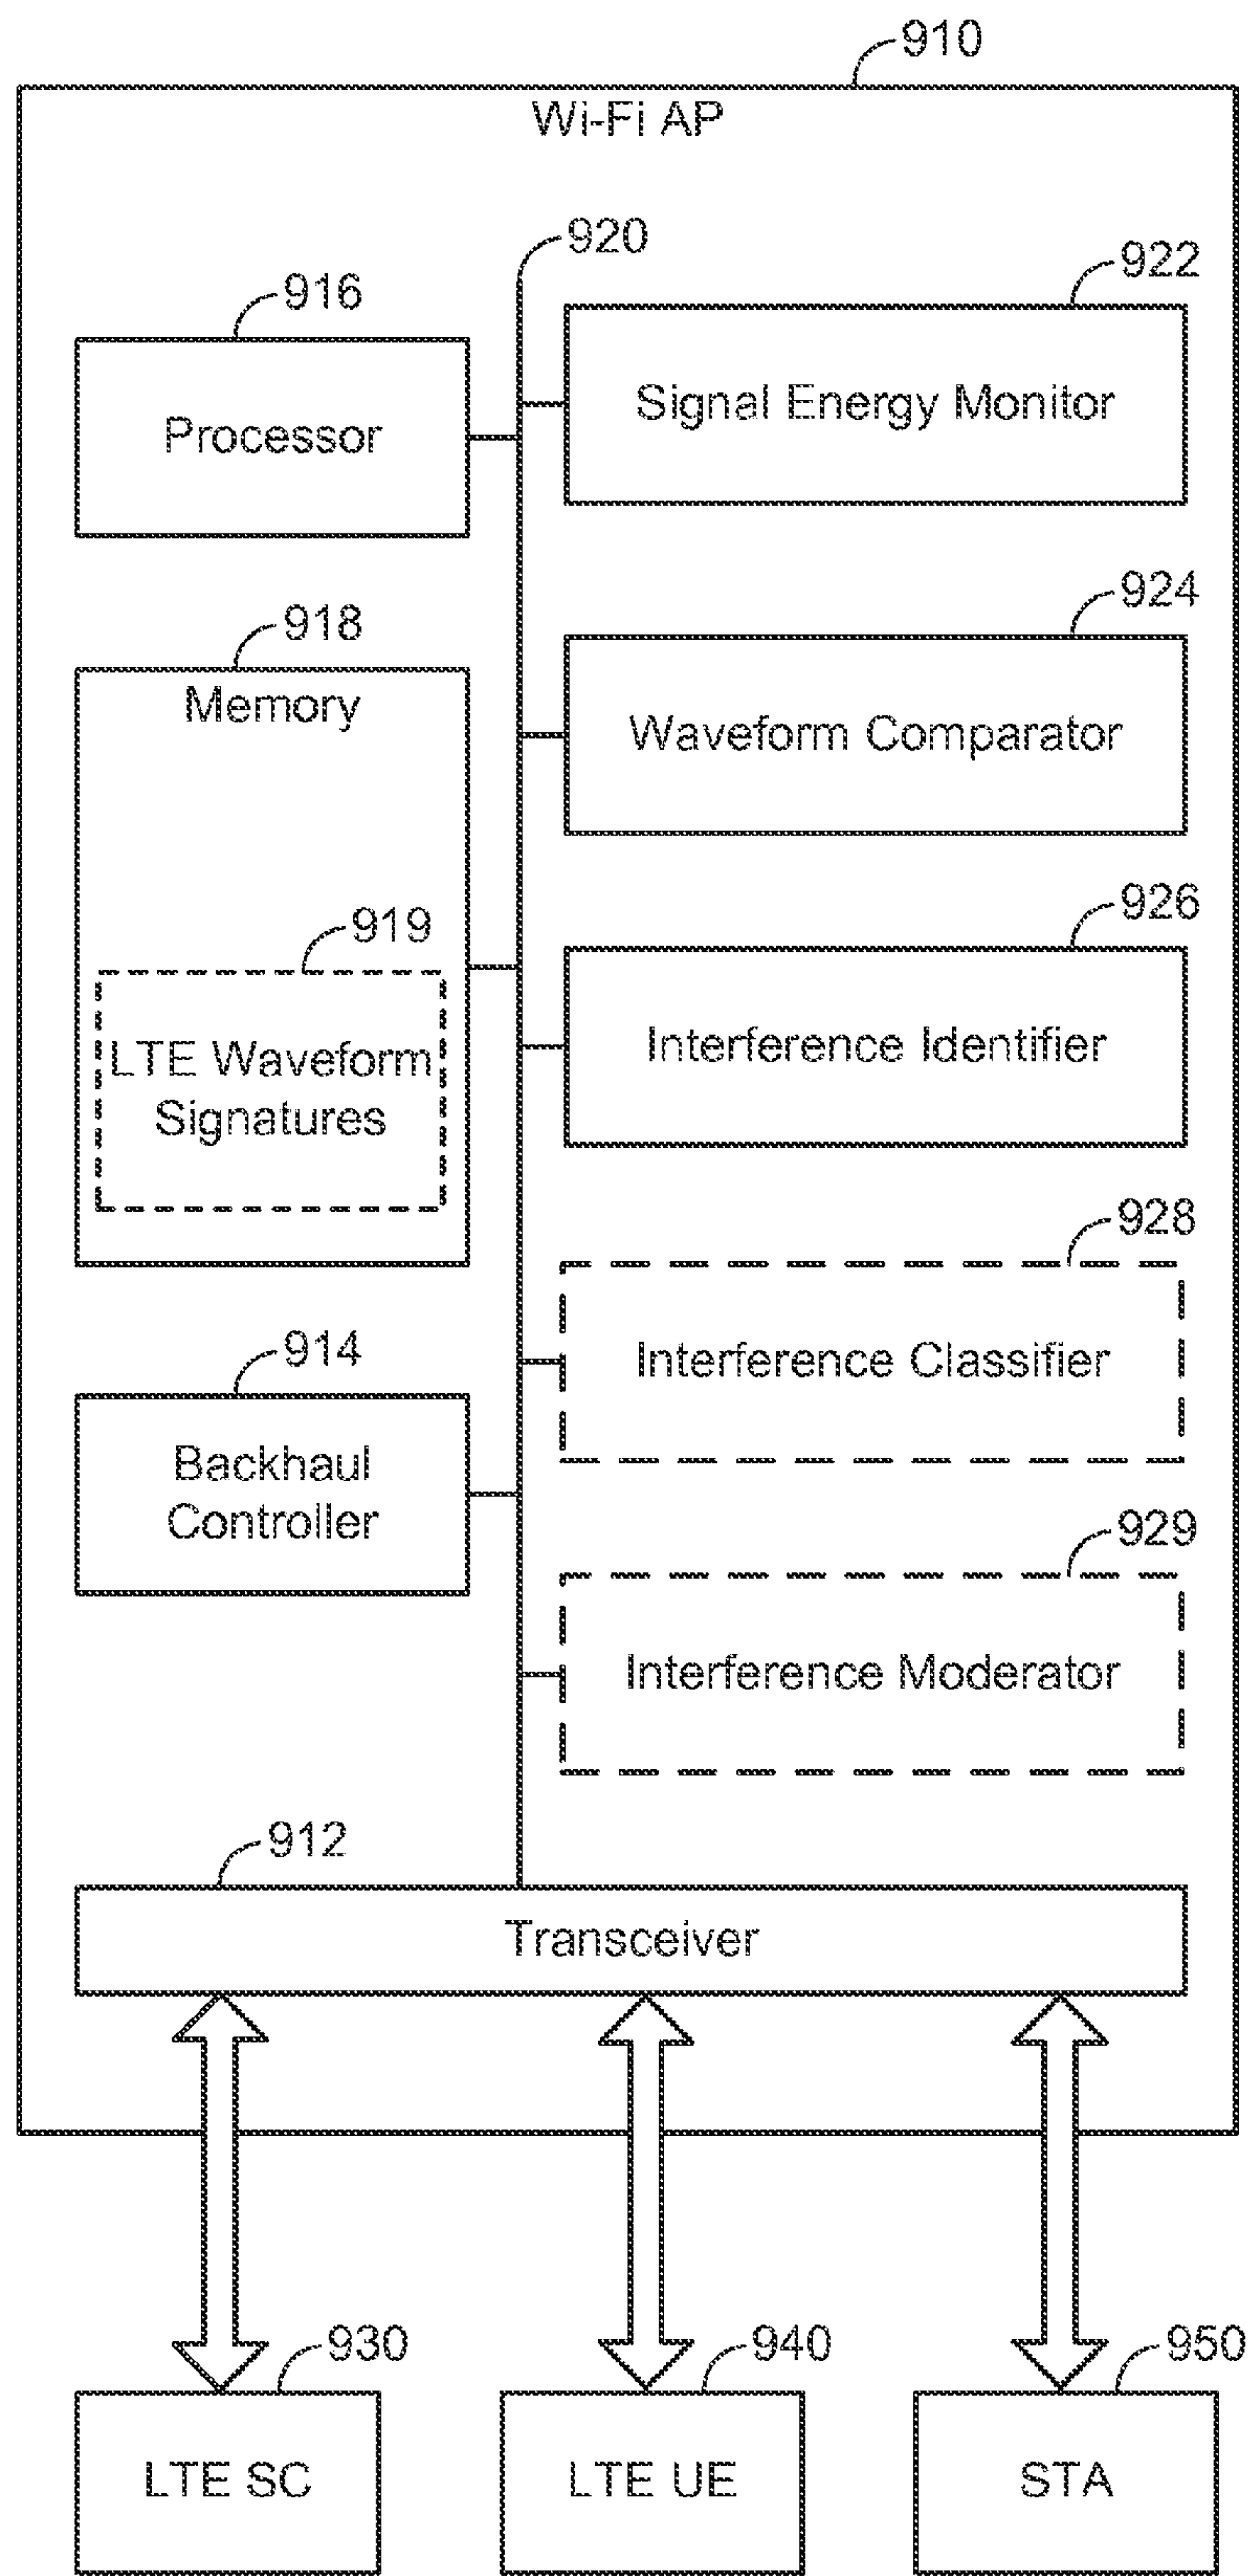 910
Wi-Fi AP
920
922
916
Signal Energy Monitor
Processor
924
918
Memory
Waveform Comparator
926
919
Interference Identifier
LTE Waveform
Signatures
928
914
Interference Classifier
Backhaul
Controller
929
Interference Moderator
912
Transceiver
930
940
950
LTE SC
LTE UE
STA